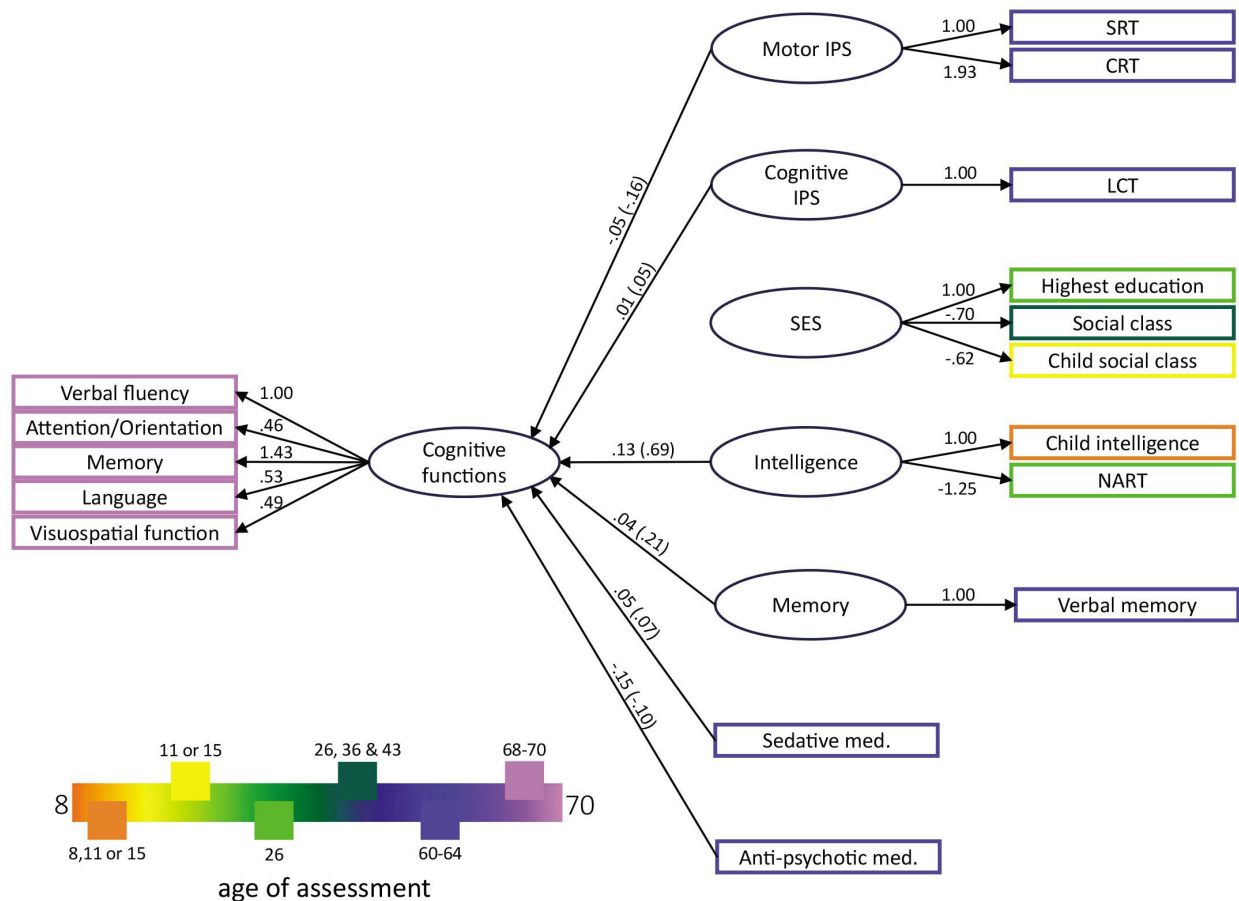 Motor IPS
1.00
1.93
SRT
CRT
Cognitive
IPS
1.00
LCT
-.05 (-.16)
.01 (.05)
SES
1.00
-.70
-.62
Highest education
Social class
Child social class
Verbal fluency
Attention/Orientation
Memory
Language
Visuospatial function
1.00
.46
1.43
.53
.49
Cognitive
functions
.13 (.69)
Intelligence
1.00
-1.25
Child intelligence
NART
.04 (.21)
Memory
1.00
Verbal memory
.05 (.07)
Sedative med.
-.15 (-.10)
Anti-psychotic med.
11 or 15
26, 36 & 43
68-70
8
70
8,11 or 15
26
60-64
age of assessment